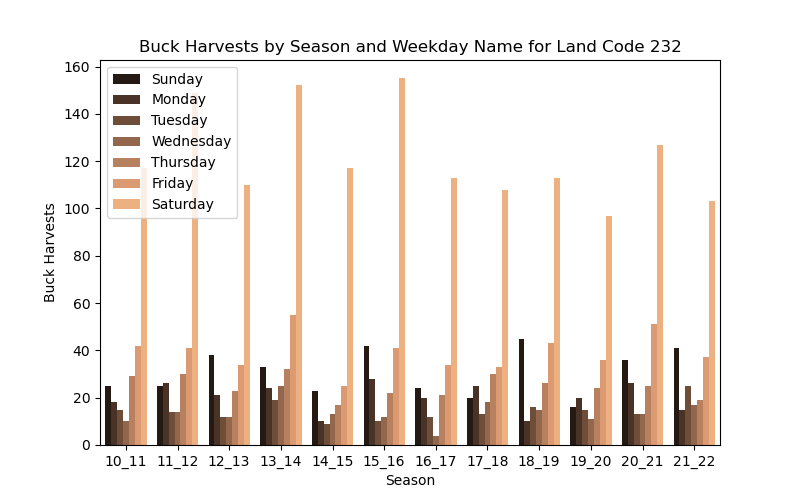 Buck Harvests by Season and Weekday Name for Land Code 232
160
140
120
100
80
60
40
20
0
Buck Harvests
Sunday
Monday
Tuesday
Wednesday
Thursday
Friday
Saturday
10_11 11_12 12_13 13_14 14_15 15_16 16_17 17_18 18_19 19_20 20_21 21_22
Season